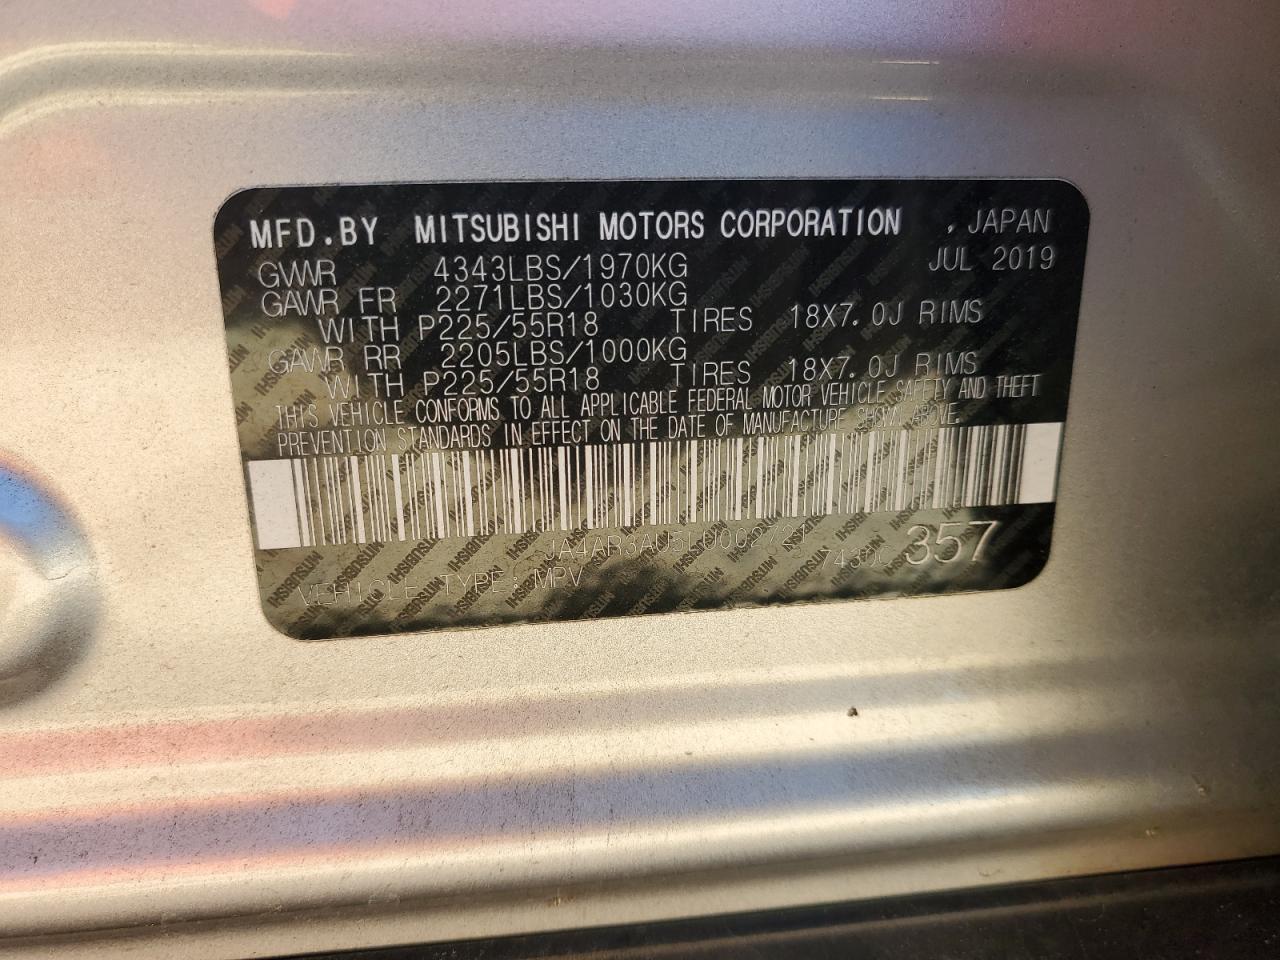 MFD.BY MITSUBISHI MOTORS CORPORATION , JAPAN
GVWR 4343LBS/1970KG JUL 2019
GAWR FR 2271LBS/1030KG
WITH P225/55R18 TIRES 18X7.0J RIMS
GAWR RR 2205LBS/1000KG
WITH P225/55R18 TIRES 18X7.0J RIMS
THIS VEHICLE CONFORMS TO ALL APPLICABLE FEDERAL MOTOR VEHICLE SAFETY AND THEFT
PREVENTION STANDARDS IN EFFECT ON THE DATE OF MANUFACTURE SHOWN ABOVE.
357
VEHICLE TYPE: MPV